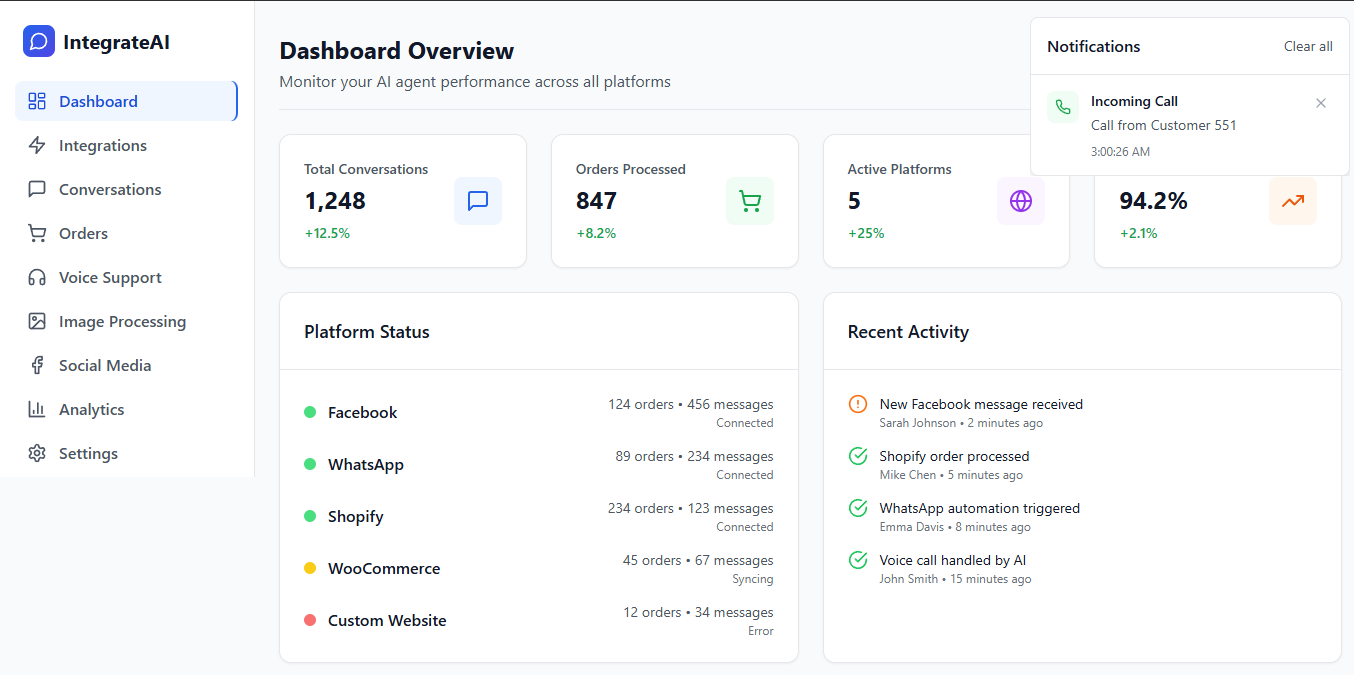 IntegrateAI
Dashboard
Integrations
Conversations
Orders
Voice Support
Image Processing
Social Media
Analytics
Settings
Dashboard Overview
Monitor your AI agent performance across all platforms
Notifications
Clear all
Incoming Call
Call from Customer 551
3:00:26 AM
Total Conversations
1,248
+12.5%
Orders Processed
847
+8.2%
Active Platforms
5
+25%
94.2%
+2.1%
Platform Status
Facebook
124 orders • 456 messages
Connected
WhatsApp
89 orders • 234 messages
Connected
Shopify
234 orders • 123 messages
Connected
WooCommerce
45 orders • 67 messages
Syncing
Custom Website
12 orders • 34 messages
Error
Recent Activity
New Facebook message received
Sarah Johnson • 2 minutes ago
Shopify order processed
Mike Chen • 5 minutes ago
WhatsApp automation triggered
Emma Davis • 8 minutes ago
Voice call handled by AI
John Smith • 15 minutes ago